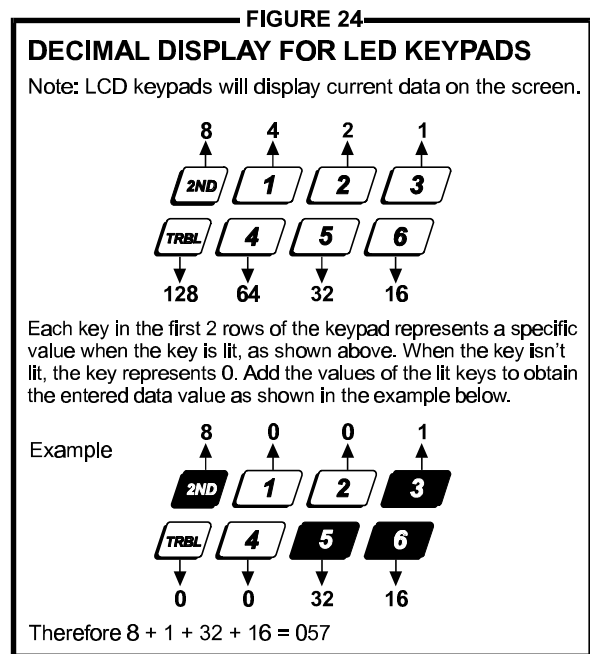 FIGURE 24
DECIMAL DISPLAY FOR LED KEYPADS
Note: LCD keypads will display current data on the screen.
8 4 2 1
2ND 1 2 3
TRBL 4 5 6
128 64 32 16
Each key in the first 2 rows of the keypad represents a specific
value when the key is lit, as shown above. When the key isn't
lit, the key represents 0. Add the values of the lit keys to obtain
the entered data value as shown in the example below.
Example
8 0 0 1
2ND 1 2 3
TRBL 4 5 6
0 0 32 16
Therefore 8 + 1 + 32 + 16 = 057